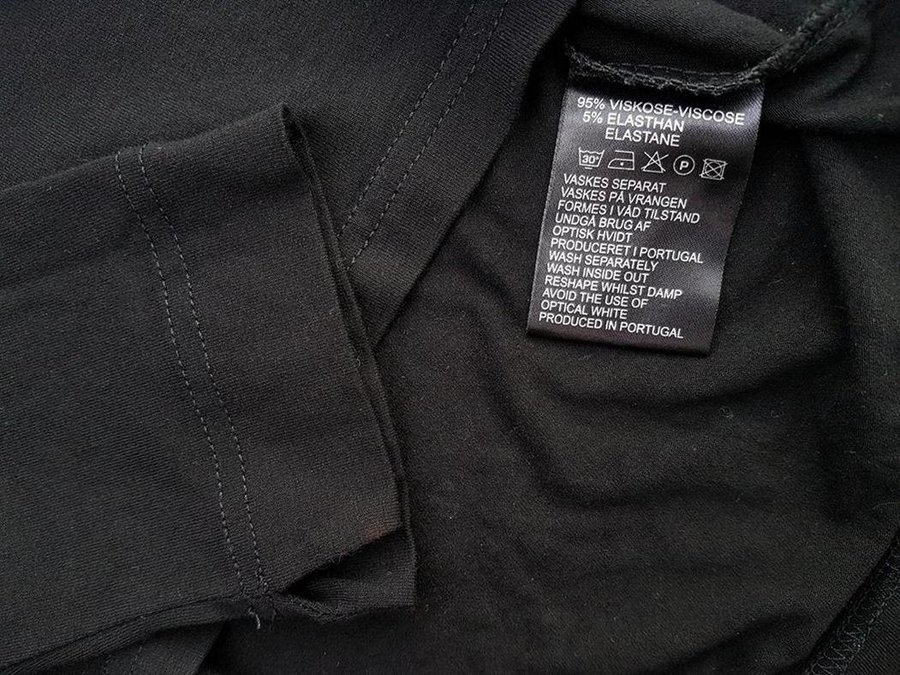 95% VISKOSE-VISCOSE
5% ELASTHAN
ELASTANE
30° P
VASKES SEPARAT
VASKES PÅ VRANGEN
FORMES I VÅD TILSTAND
UNDGÅ BRUG AF
OPTISK HVIDT
PRODUCERET I PORTUGAL
WASH SEPARATELY
WASH INSIDE OUT
RESHAPE WHILST DAMP
AVOID THE USE OF
OPTICAL WHITE
PRODUCED IN PORTUGAL